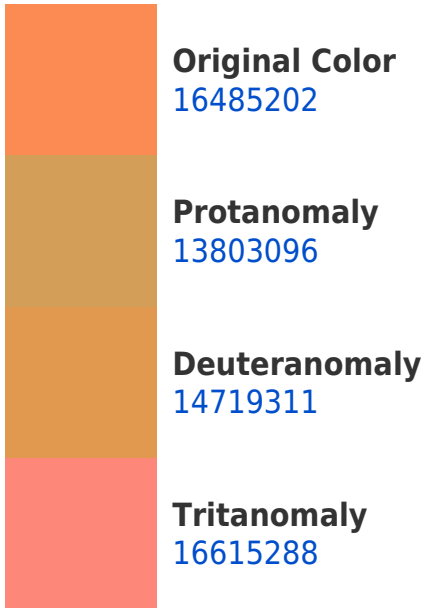 Original Color
16485202
Protanomaly
13803096
Deuteranomaly
14719311
Tritanomaly
16615288